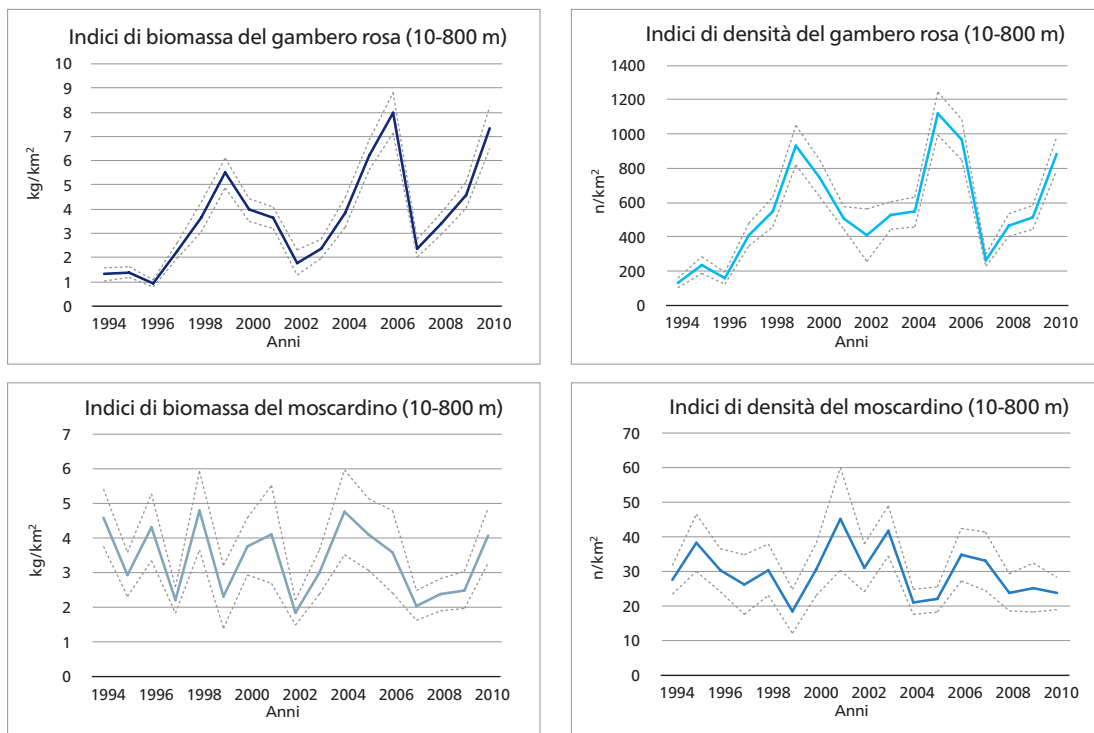 Indici di biomassa del gambero rosa (10-800 m)
10
9
8
7
6
5
4
3
2
1
0
kg/km²
1994 1996 1998 2000 2002 2004 2006 2008 2010
Anni
Indici di densità del gambero rosa (10-800 m)
1400
1200
1000
800
600
400
200
0
n/km²
1994 1996 1998 2000 2002 2004 2006 2008 2010
Anni
Indici di biomassa del moscardino (10-800 m)
7
6
5
4
3
2
1
0
kg/km²
1994 1996 1998 2000 2002 2004 2006 2008 2010
Anni
Indici di densità del moscardino (10-800 m)
70
60
50
40
30
20
10
0
n/km²
1994 1996 1998 2000 2002 2004 2006 2008 2010
Anni